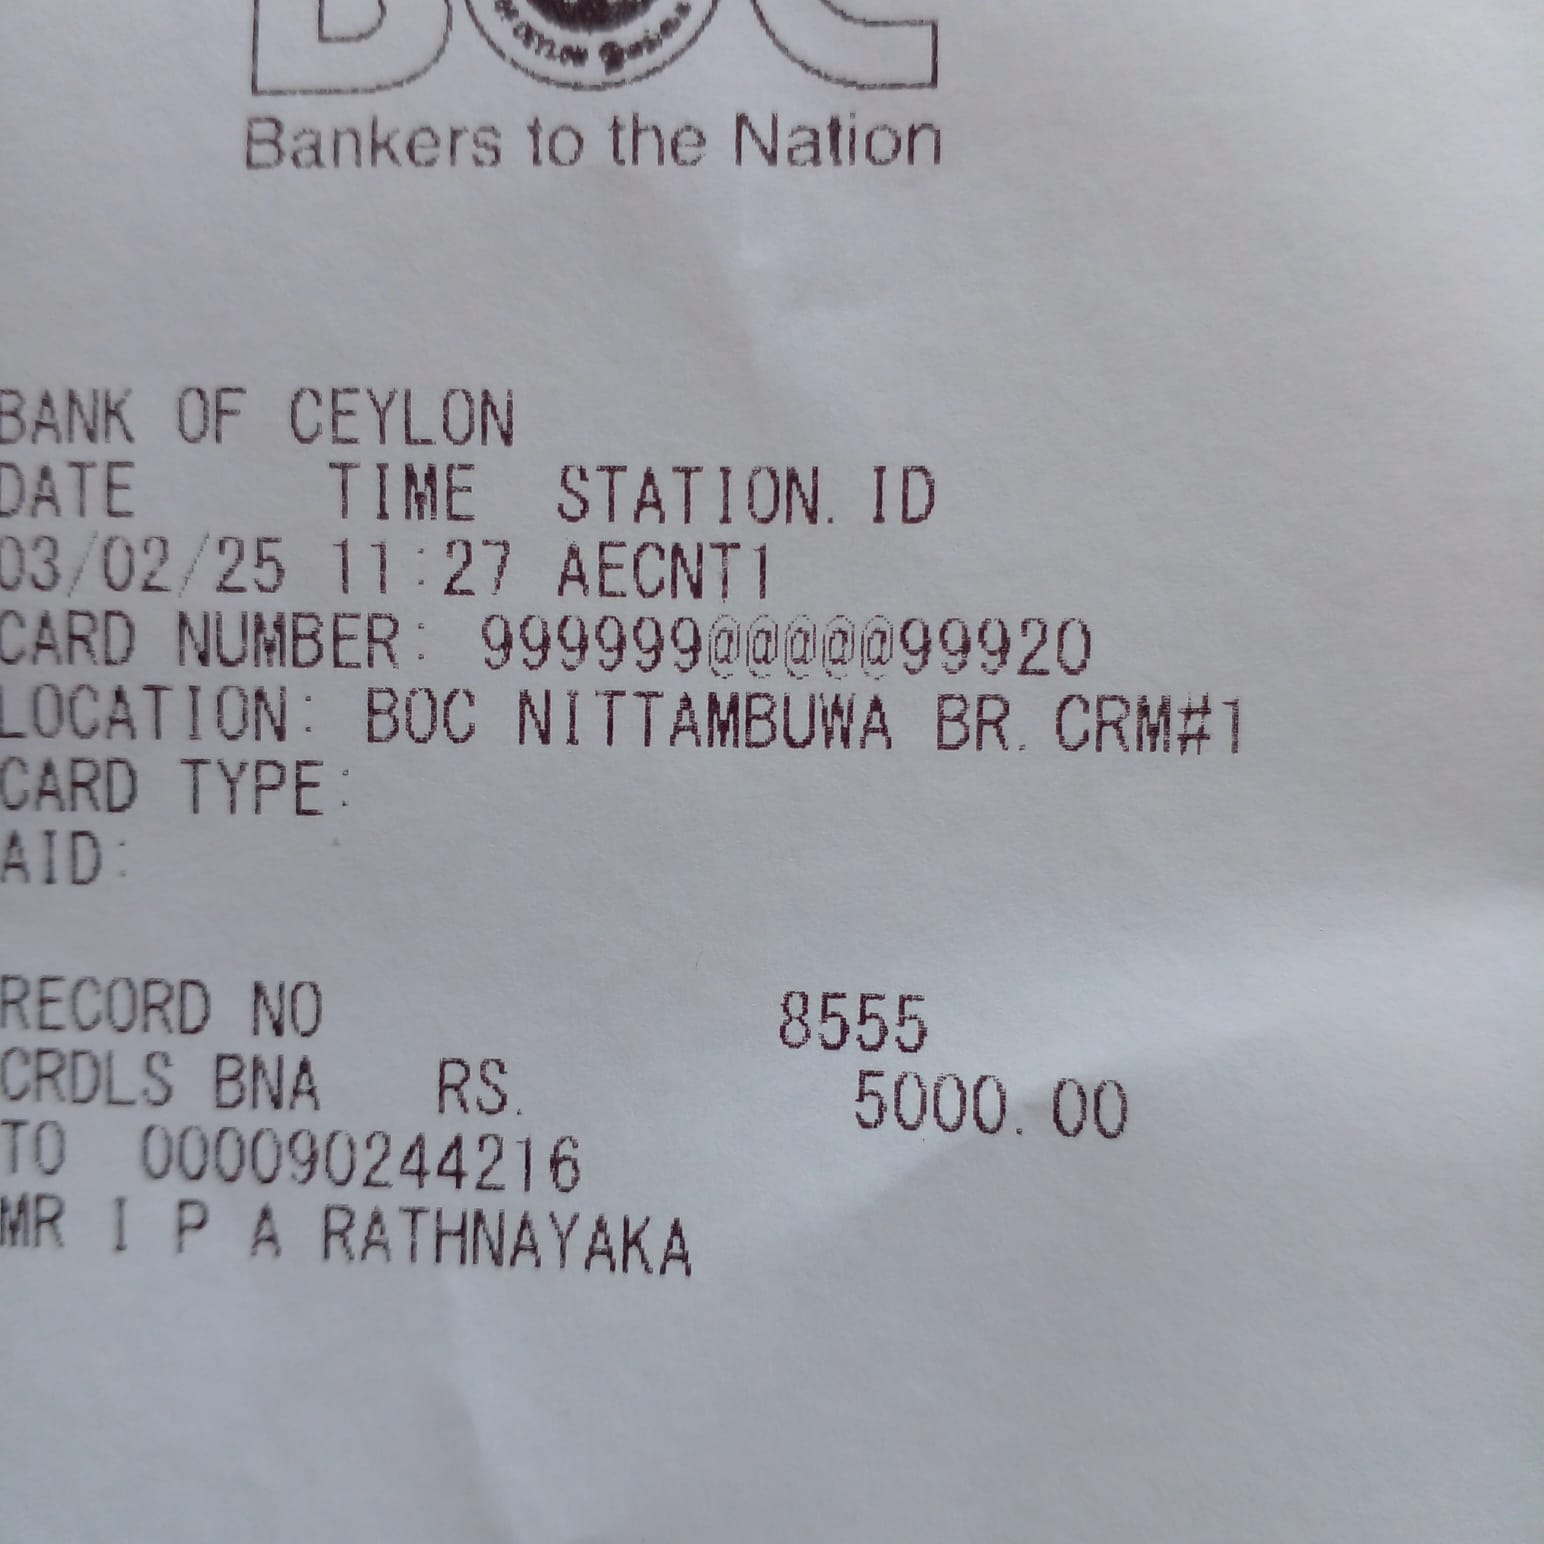 BOC
Bankers to the Nation
BANK OF CEYLON
DATE TIME STATION. ID
03/02/25 11:27 AECNT1
CARD NUMBER: 999999@@@@@99920
LOCATION: BOC NITTAMBUWA BR. CRM#1
CARD TYPE:
AID:
RECORD NO 8555
CRDLS BNA RS. 5000.00
TO 000090244216
MR I P A RATHNAYAKA